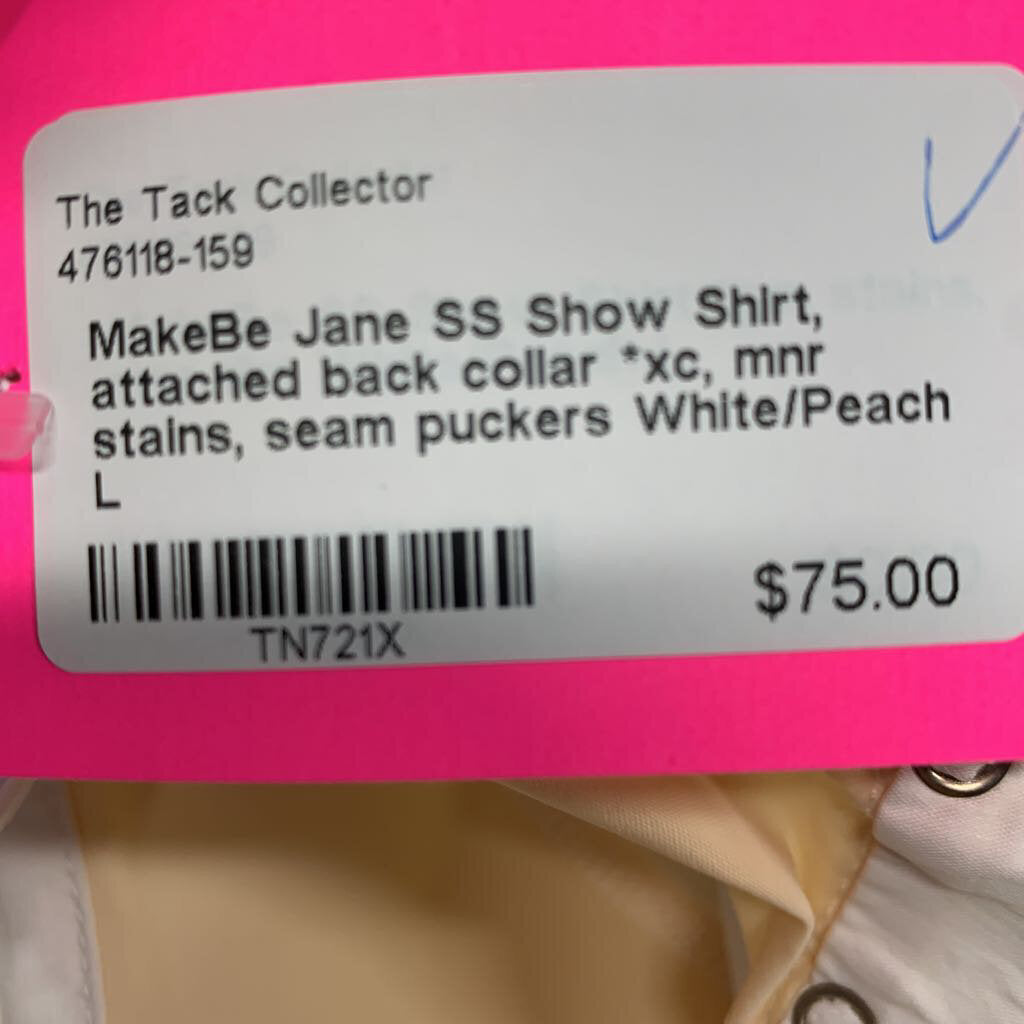 The Tack Collector
476118-159
MakeBe Jane SS Show Shirt,
attached back collar *xc, mnr
stains, seam puckers White/Peach
L
TN721X
$75.00